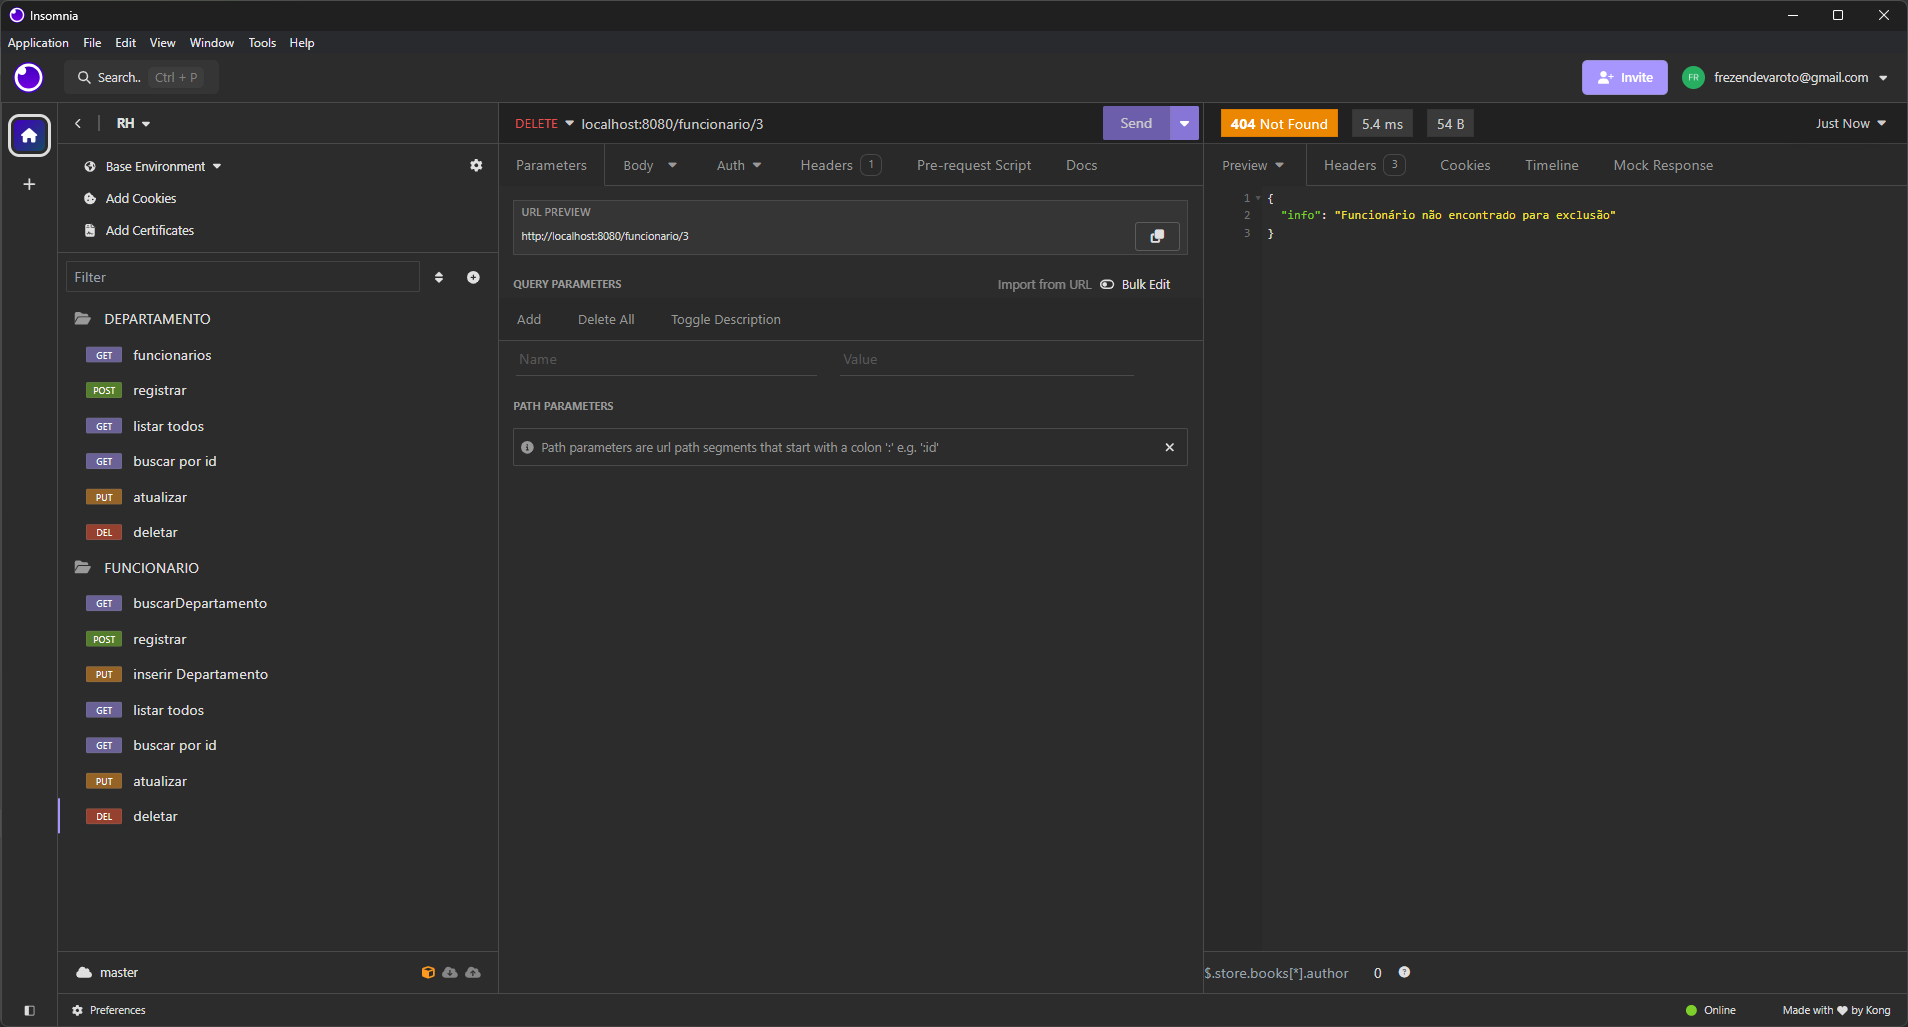 Insomnia
Application File Edit View Window Tools Help
Search.. Ctrl + P
Invite
FR frezendevaroto@gmail.com
RH
Base Environment
Add Cookies
Add Certificates
Filter
DEPARTAMENTO
GET funcionarios
POST registrar
GET listar todos
GET buscar por id
PUT atualizar
DEL deletar
FUNCIONARIO
GET buscarDepartamento
POST registrar
PUT inserir Departamento
GET listar todos
GET buscar por id
PUT atualizar
DEL deletar
master
Preferences
DELETE localhost:8080/funcionario/3
Send
Parameters Body Auth Headers 1 Pre-request Script Docs
URL PREVIEW
http://localhost:8080/funcionario/3
QUERY PARAMETERS
Import from URL Bulk Edit
Add Delete All Toggle Description
Name Value
PATH PARAMETERS
Path parameters are url path segments that start with a colon ':' e.g. ':id'
404 Not Found 5.4 ms 54 B
Just Now
Preview Headers 3 Cookies Timeline Mock Response
1 {
2 "info": "Funcionário não encontrado para exclusão"
3 }
$.store.books[*].author 0
Online
Made with by Kong